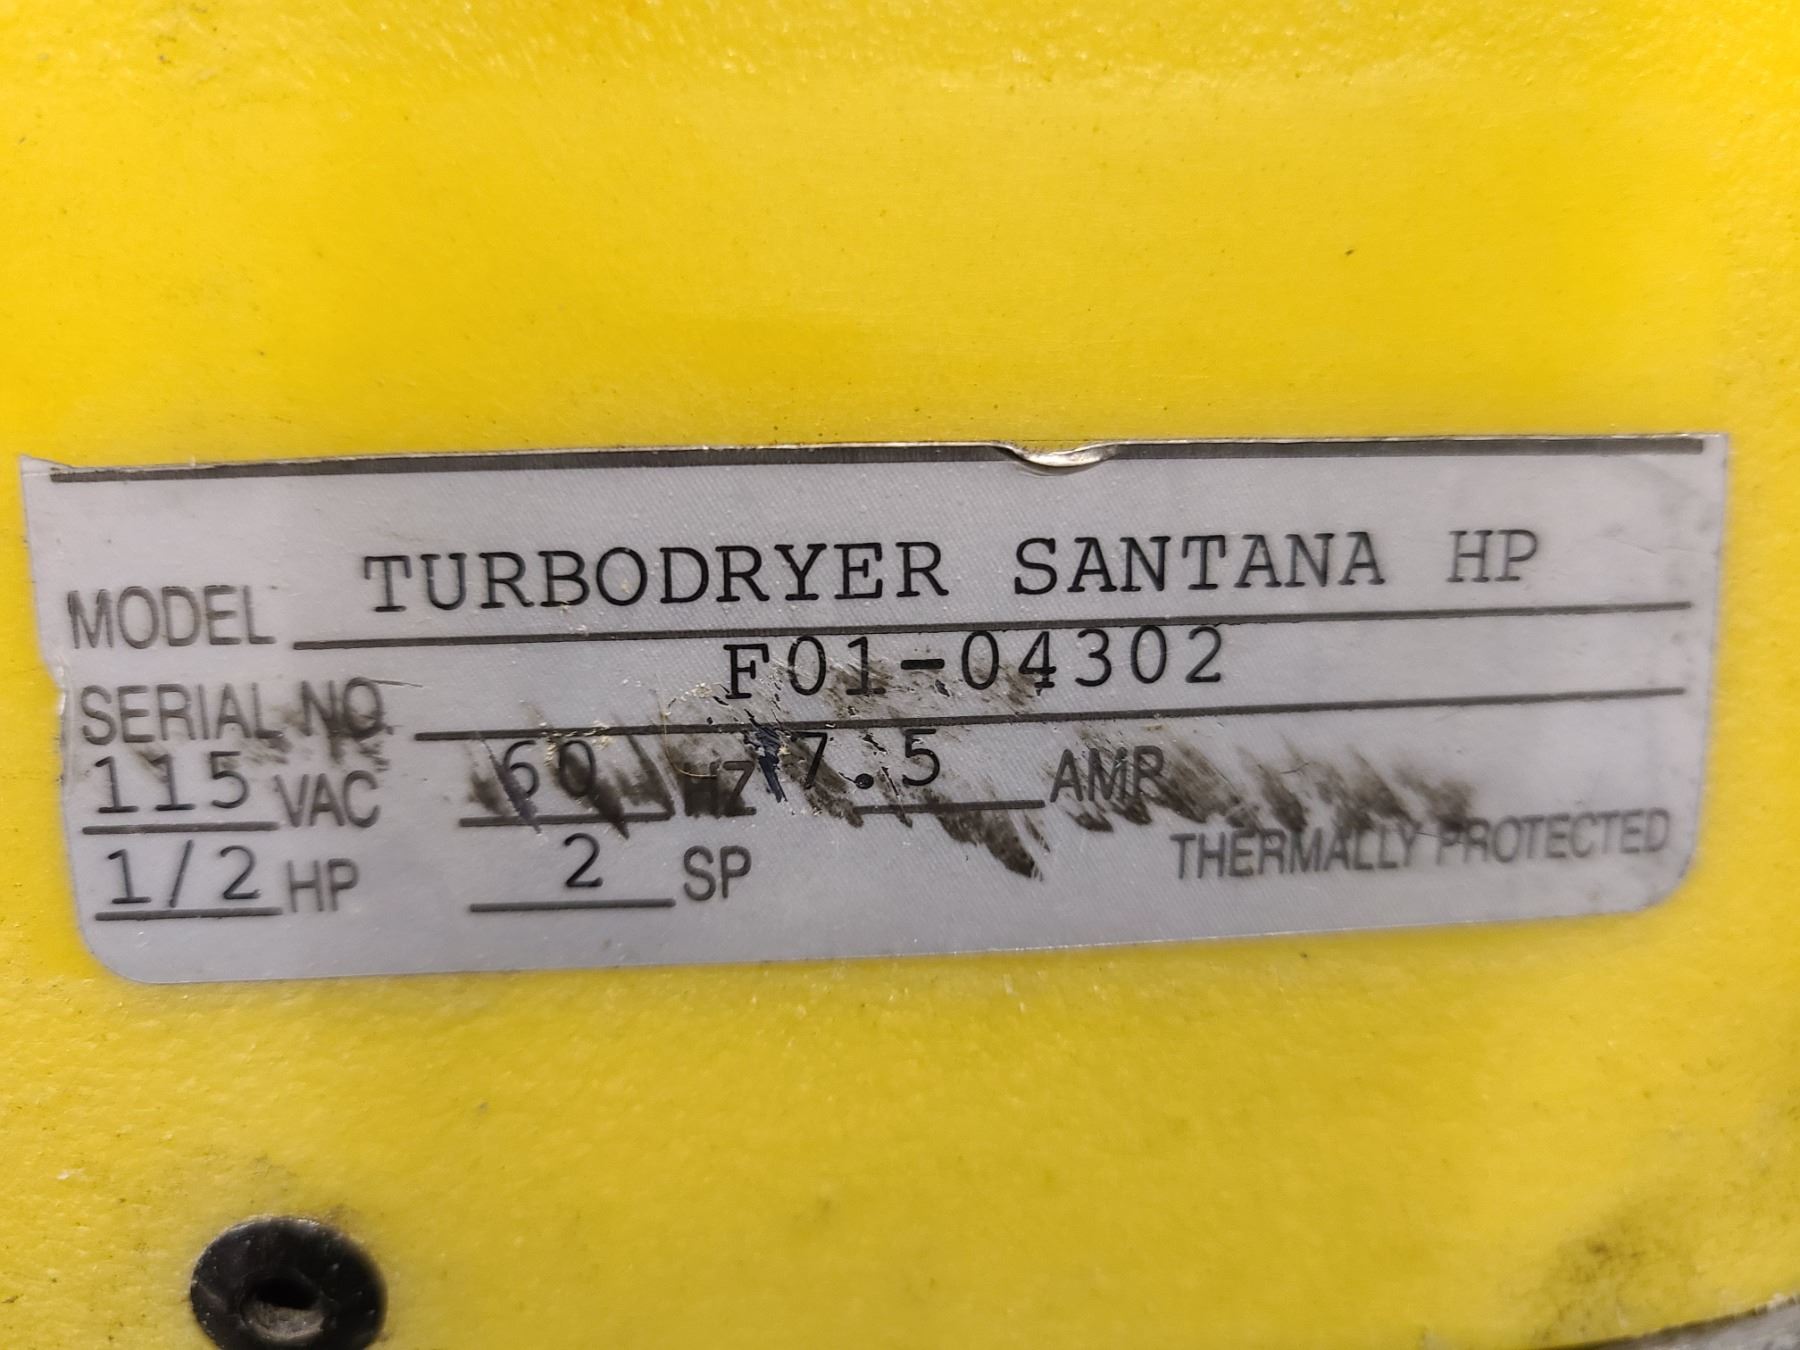 MODEL TURBODRYER SANTANA HP
SERIAL NO. F01-04302
115 VAC 60 HZ 7.5 AMP
1/2 HP 2 SP THERMALLY PROTECTED